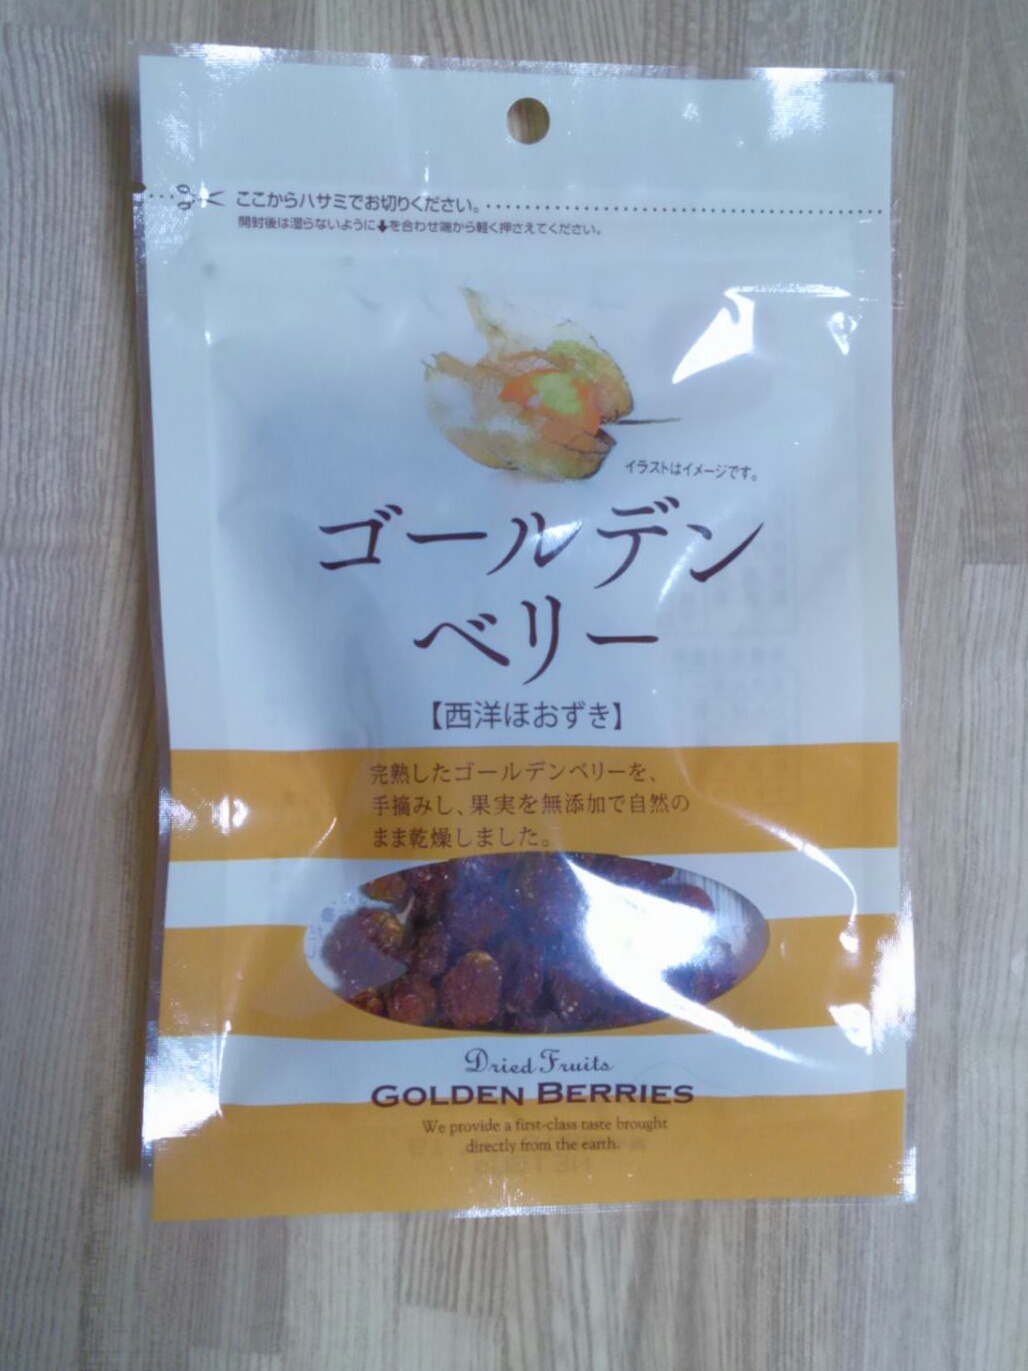 ここからハサミでお切りください。
開封後は湿らないように⬇を合わせ端から軽く押さえてください。
イラストはイメージです。
ゴールデン
ベリー
【西洋ほおずき】
完熟したゴールデンベリーを、
手摘みし、果実を無添加で自然の
まま乾燥しました。
Dried Fruits
GOLDEN BERRIES
We provide a first-class taste brought
directly from the earth.